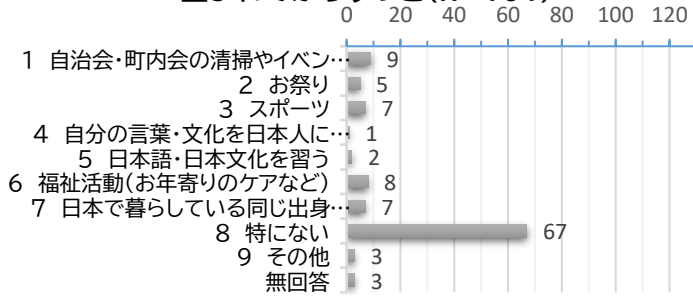 0 20 40 60 80 100 120
1 自治会・町内会の清掃やイベン… 9
2 お祭り 5
3 スポーツ 7
4 自分の言葉・文化を日本人に… 1
5 日本語・日本文化を習う 2
6 福祉活動(お年寄りのケアなど) 8
7 日本で暮らしている同じ出身… 7
8 特にない 67
9 その他 3
無回答 3